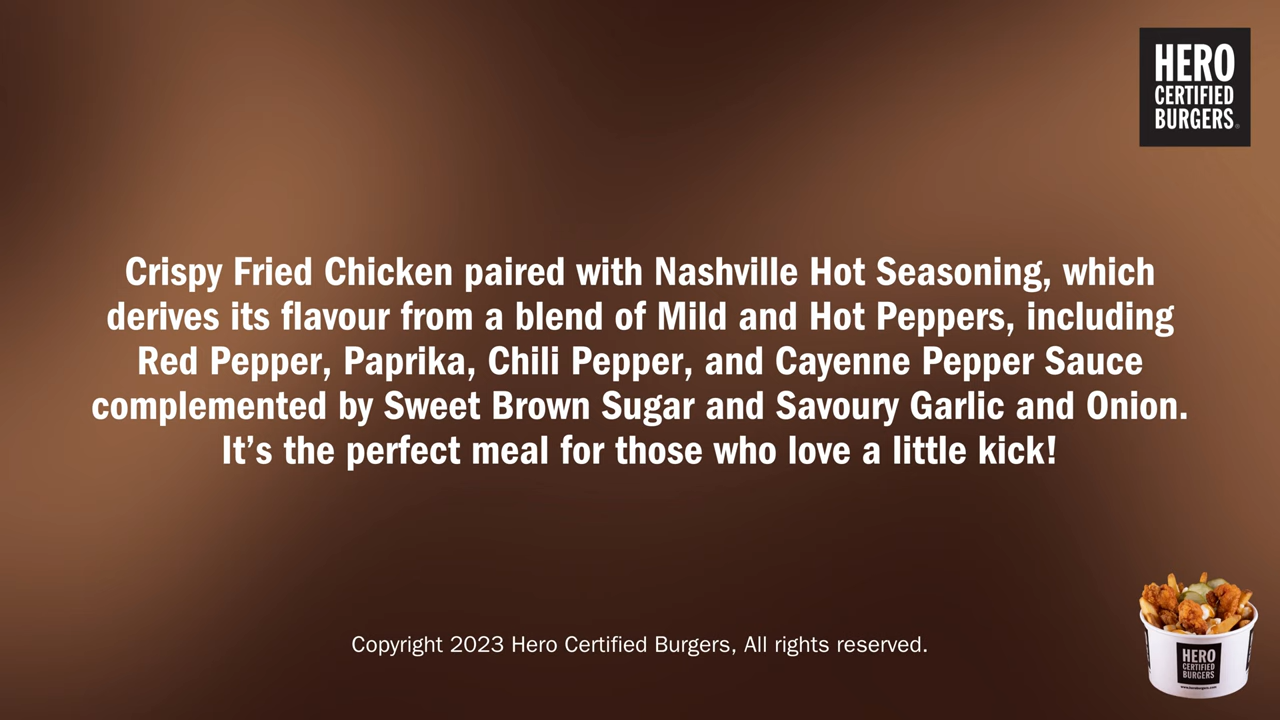 HERO
CERTIFIED
BURGERS
Crispy Fried Chicken paired with Nashville Hot Seasoning, which
derives its flavour from a blend of Mild and Hot Peppers, including
Red Pepper, Paprika, Chili Pepper, and Cayenne Pepper Sauce
complemented by Sweet Brown Sugar and Savoury Garlic and Onion.
It’s the perfect meal for those who love a little kick!
Copyright 2023 Hero Certified Burgers, All rights reserved.
HERO
CERTIFIED
BURGERS
www.heroburgers.com